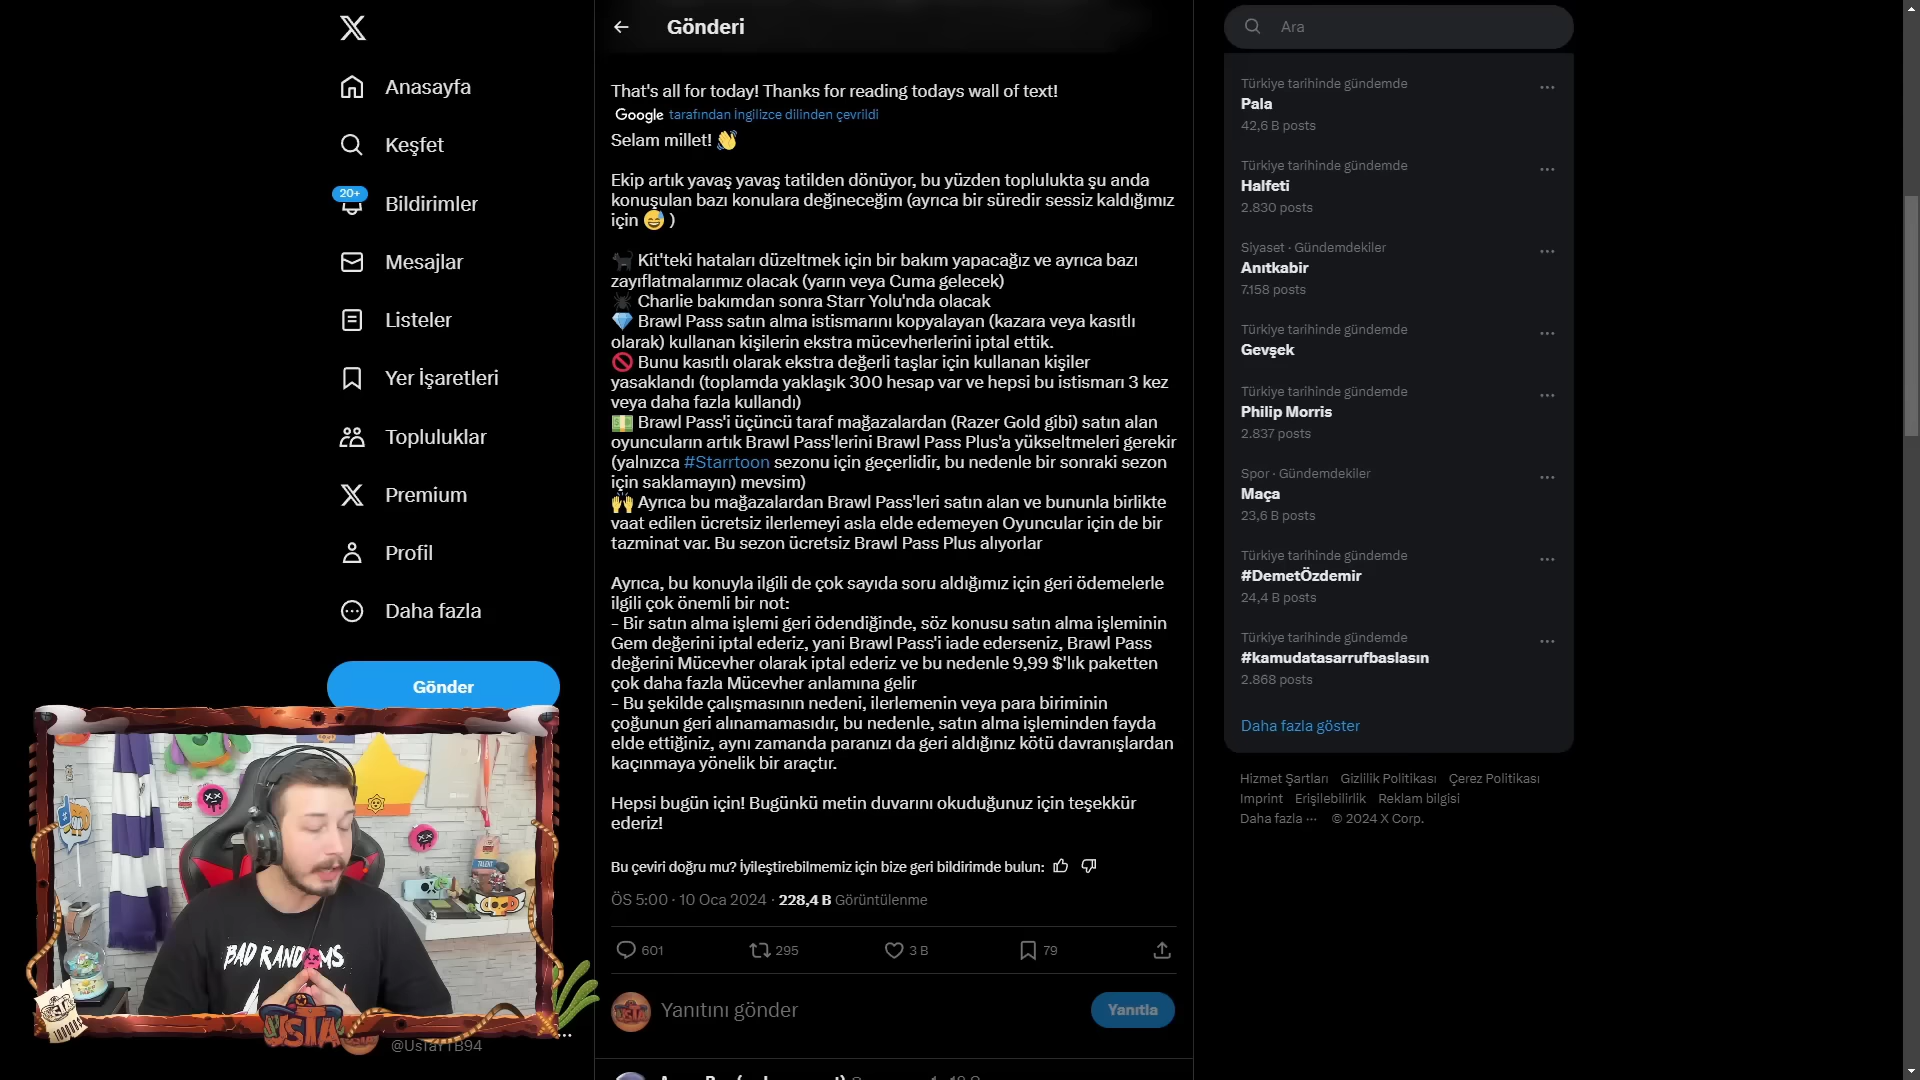 Anasayfa
Keşfet
20+
Bildirimler
Mesajlar
Listeler
Yer İşaretleri
Topluluklar
Premium
Profil
Daha fazla
Gönder
BAD RANDOMS
USTA
@UstaYTB94
Gönderi
That's all for today! Thanks for reading todays wall of text!
Google tarafından İngilizce dilinden çevrildi
Selam millet! 👋
Ekip artık yavaş yavaş tatilden dönüyor, bu yüzden toplulukta şu anda
konuşulan bazı konulara değineceğim (ayrıca bir süredir sessiz kaldığımız
için 😅 )
🐈‍⬛ Kit'teki hataları düzeltmek için bir bakım yapacağız ve ayrıca bazı
zayıflatmalarımız olacak (yarın veya Cuma gelecek)
🕷 Charlie bakımdan sonra Starr Yolu'nda olacak
💎 Brawl Pass satın alma istismarını kopyalayan (kazara veya kasıtlı
olarak) kullanan kişilerin ekstra mücevherlerini iptal ettik.
🚫 Bunu kasıtlı olarak ekstra değerli taşlar için kullanan kişiler
yasaklandı (toplamda yaklaşık 300 hesap var ve hepsi bu istismarı 3 kez
veya daha fazla kullandı)
💵 Brawl Pass'i üçüncü taraf mağazalardan (Razer Gold gibi) satın alan
oyuncuların artık Brawl Pass'lerini Brawl Pass Plus'a yükseltmeleri gerekir
(yalnızca #Starrtoon sezonu için geçerlidir, bu nedenle bir sonraki sezon
için saklamayın) mevsim)
🙌 Ayrıca bu mağazalardan Brawl Pass'leri satın alan ve bununla birlikte
vaat edilen ücretsiz ilerlemeyi asla elde edemeyen Oyuncular için de bir
tazminat var. Bu sezon ücretsiz Brawl Pass Plus alıyorlar
Ayrıca, bu konuyla ilgili de çok sayıda soru aldığımız için geri ödemelerle
ilgili çok önemli bir not:
– Bir satın alma işlemi geri ödendiğinde, söz konusu satın alma işleminin
Gem değerini iptal ederiz, yani Brawl Pass'i iade ederseniz, Brawl Pass
değerini Mücevher olarak iptal ederiz ve bu nedenle 9,99 $'lık paketten
çok daha fazla Mücevher anlamına gelir
– Bu şekilde çalışmasının nedeni, ilerlemenin veya para biriminin
çoğunun geri alınamamasıdır, bu nedenle, satın alma işleminden fayda
elde ettiğiniz, aynı zamanda paranızı da geri aldığınız kötü davranışlardan
kaçınmaya yönelik bir araçtır.
Hepsi bugün için! Bugünkü metin duvarını okuduğunuz için teşekkür
ederiz!
Bu çeviri doğru mu? İyileştirebilmemiz için bize geri bildirimde bulun:
ÖS 5:00 · 10 Oca 2024 · 228,4 B Görüntülenme
601 295 3 B 79
Yanıtını gönder
Yanıtla
Ara
Türkiye tarihinde gündemde
Pala
42,6 B posts
Türkiye tarihinde gündemde
Halfeti
2.830 posts
Siyaset · Gündemdekiler
Anıtkabir
7.158 posts
Türkiye tarihinde gündemde
Gevşek
Türkiye tarihinde gündemde
Philip Morris
2.837 posts
Spor · Gündemdekiler
Maça
23,6 B posts
Türkiye tarihinde gündemde
#DemetÖzdemir
24,4 B posts
Türkiye tarihinde gündemde
#kamudatasarrufbaslasın
2.868 posts
Daha fazla göster
Hizmet Şartları Gizlilik Politikası Çerez Politikası
Imprint Erişilebilirlik Reklam bilgisi
Daha fazla ··· © 2024 X Corp.